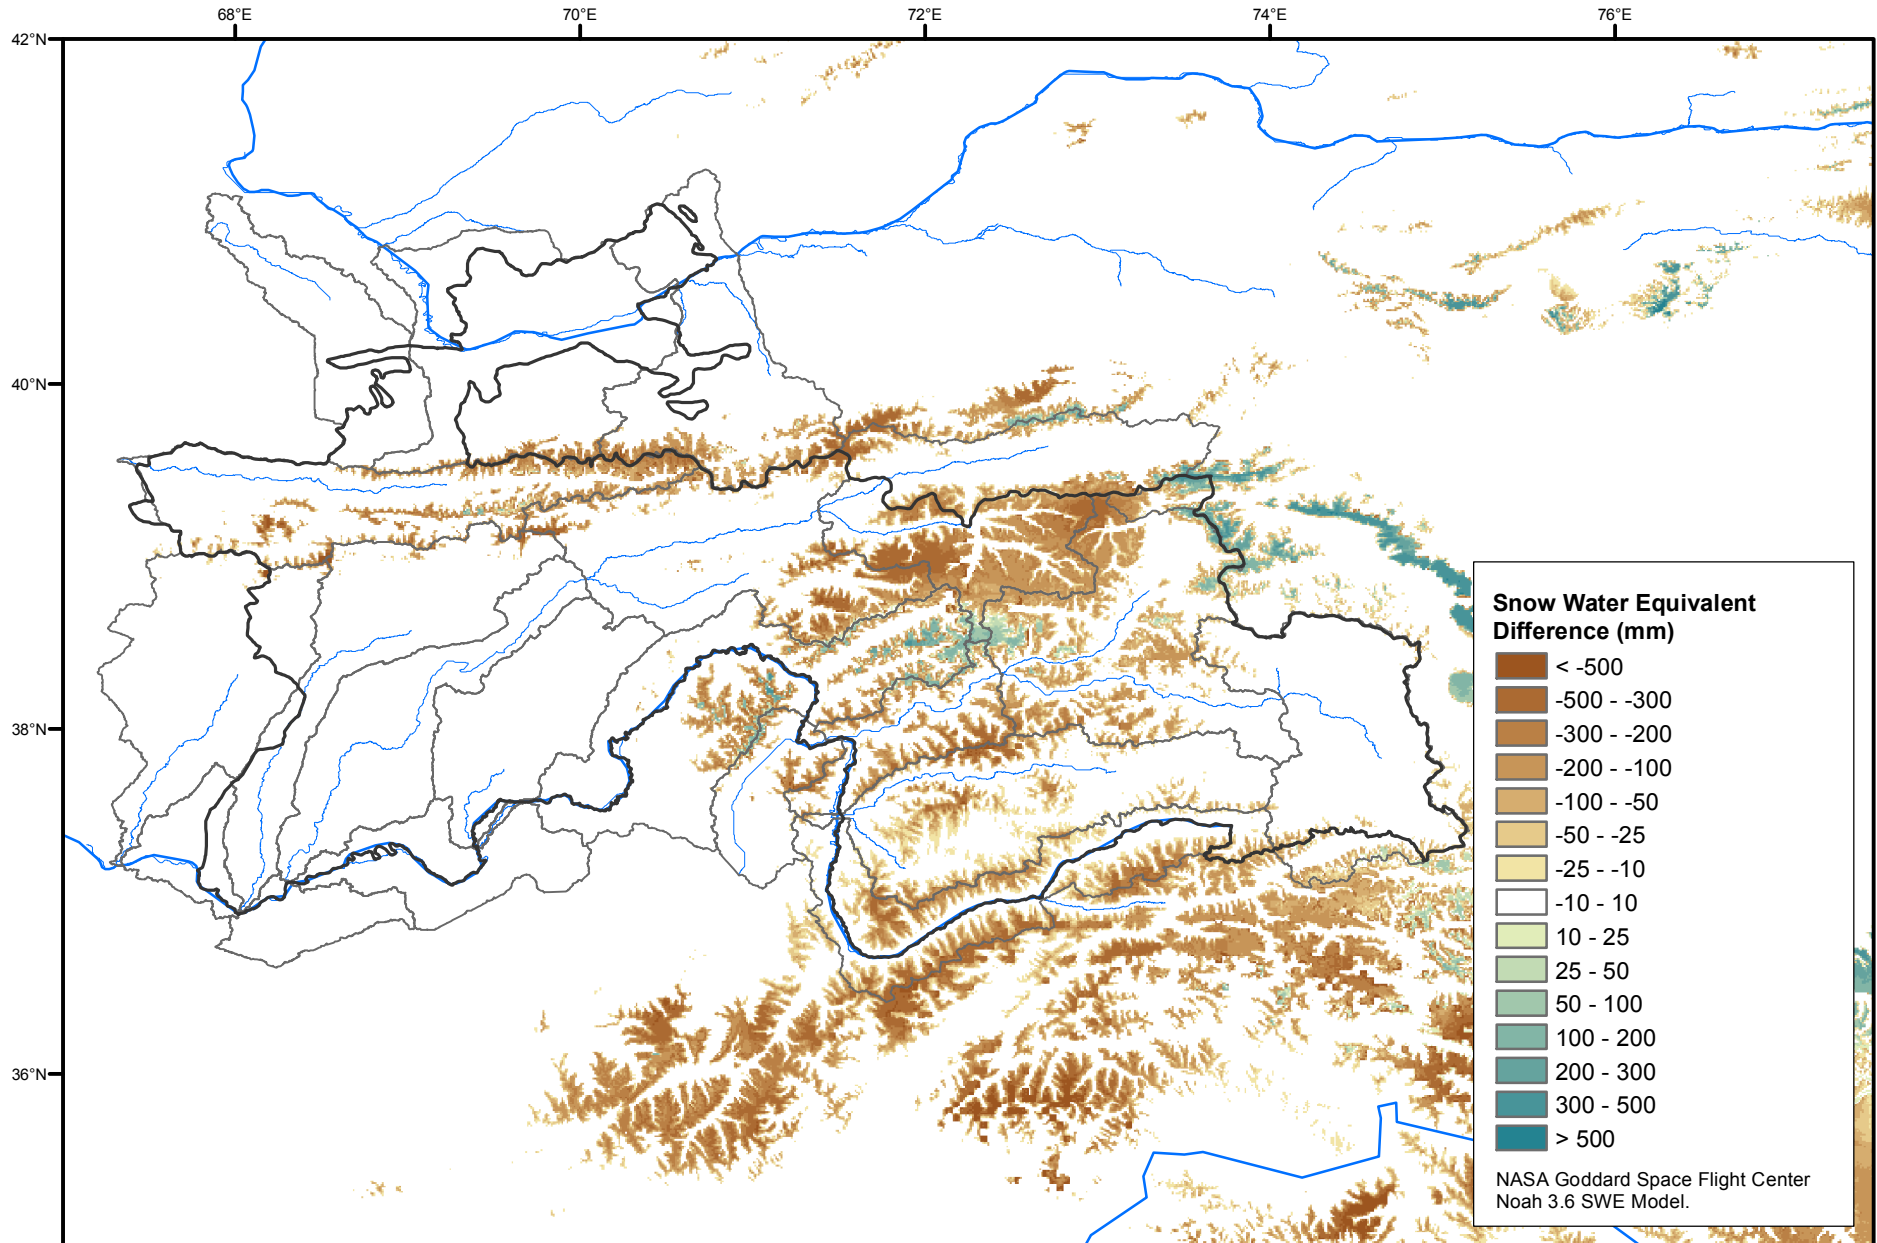 68°E
70°E
72°E
74°E
76°E
42°N
40°N
38°N
36°N
Snow Water Equivalent
Difference (mm)
< -500
-500 - -300
-300 - -200
-200 - -100
-100 - -50
-50 - -25
-25 - -10
-10 - 10
10 - 25
25 - 50
50 - 100
100 - 200
200 - 300
300 - 500
> 500
NASA Goddard Space Flight Center
Noah 3.6 SWE Model.